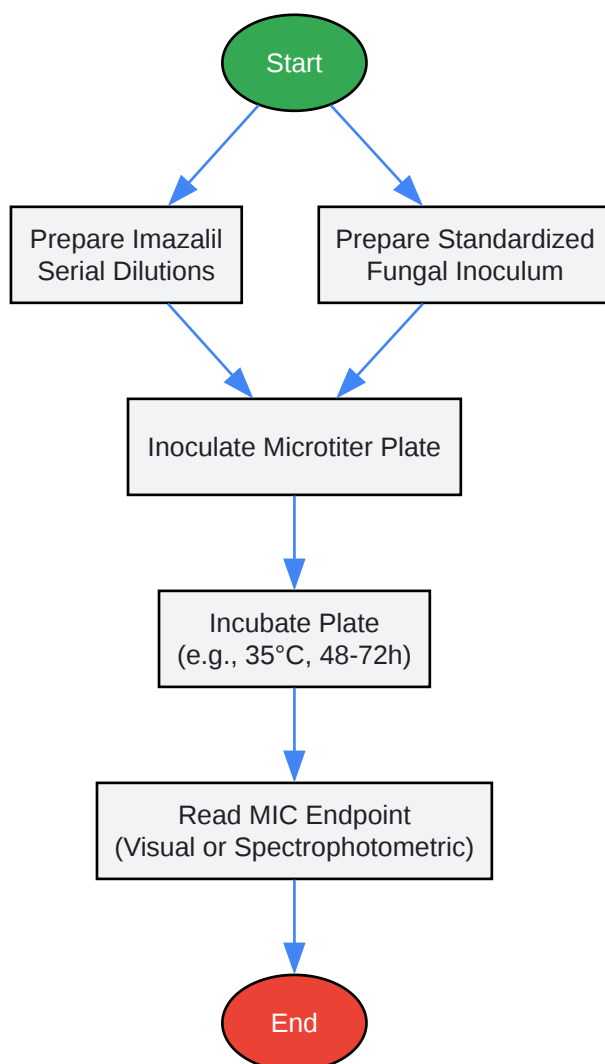 Start
Prepare Imazalil
Serial Dilutions
Prepare Standardized
Fungal Inoculum
Inoculate Microtiter Plate
Incubate Plate
(e.g., 35°C, 48-72h)
Read MIC Endpoint
(Visual or Spectrophotometric)
End